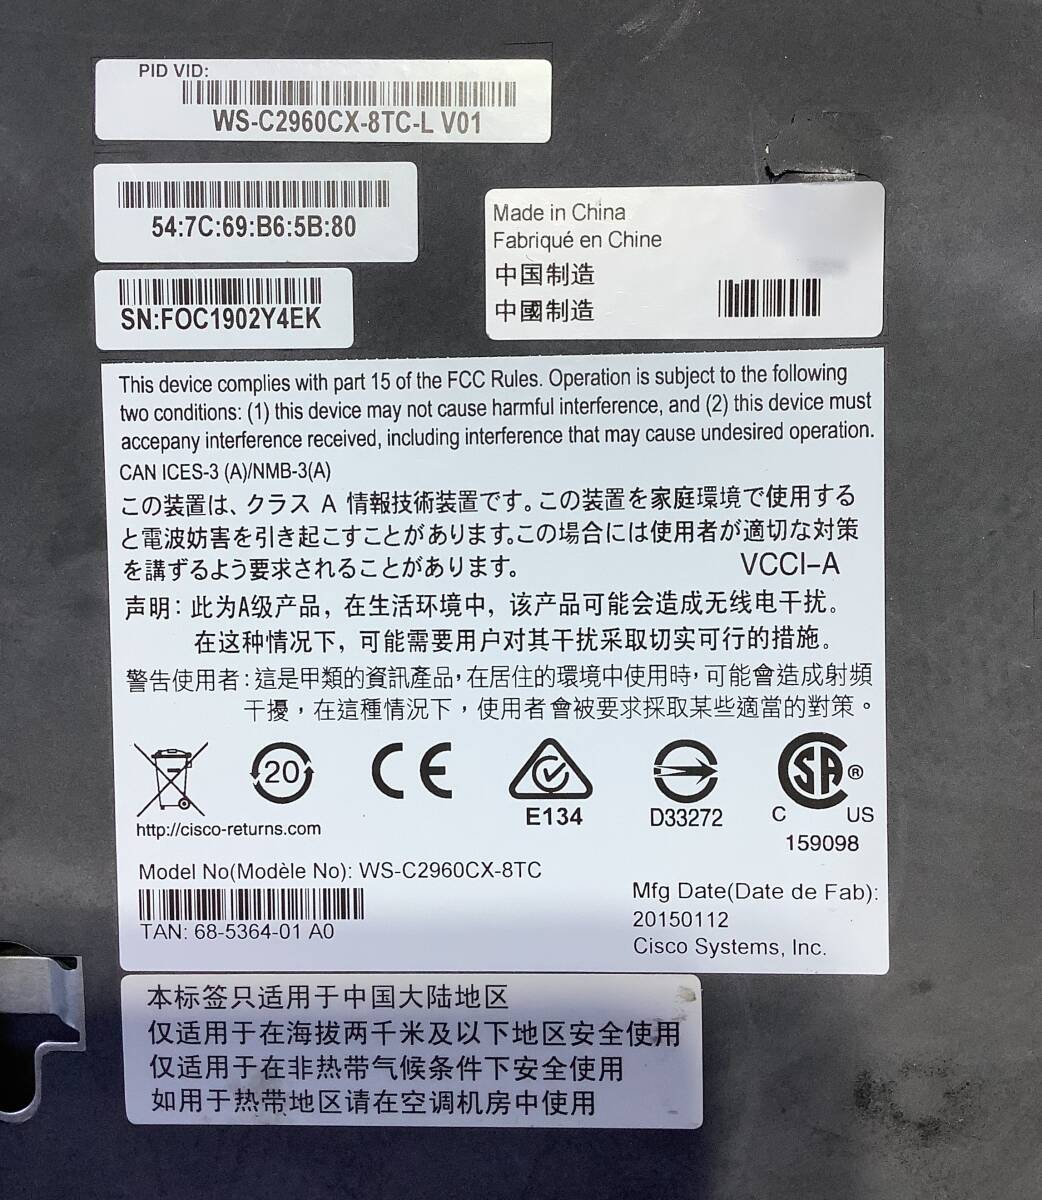 PID VID:
WS-C2960CX-8TC-L V01
54:7C:69:B6:5B:80
SN:FOC1902Y4EK
Made in China
Fabriqué en Chine
中国制造
中國制造
This device complies with part 15 of the FCC Rules. Operation is subject to the following
two conditions: (1) this device may not cause harmful interference, and (2) this device must
accepany interference received, including interference that may cause undesired operation.
CAN ICES-3 (A)/NMB-3(A)
この装置は、クラス A 情報技術装置です。この装置を家庭環境で使用する
と電波妨害を引き起こすことがあります。この場合には使用者が適切な対策
を講ずるよう要求されることがあります。
VCCI-A
声明：此为A级产品，在生活环境中，该产品可能会造成无线电干扰。
在这种情况下，可能需要用户对其干扰采取切实可行的措施。
警告使用者：這是甲類的資訊產品，在居住的環境中使用時，可能會造成射頻
干擾，在這種情況下，使用者會被要求採取某些適當的對策。
20
CE
E134
D33272
SA ®
C US
159098
http://cisco-returns.com
Model No(Modèle No): WS-C2960CX-8TC
TAN: 68-5364-01 A0
Mfg Date(Date de Fab):
20150112
Cisco Systems, Inc.
本标签只适用于中国大陆地区
仅适用于在海拔两千米及以下地区安全使用
仅适用于在非热带气候条件下安全使用
如用于热带地区请在空调机房中使用